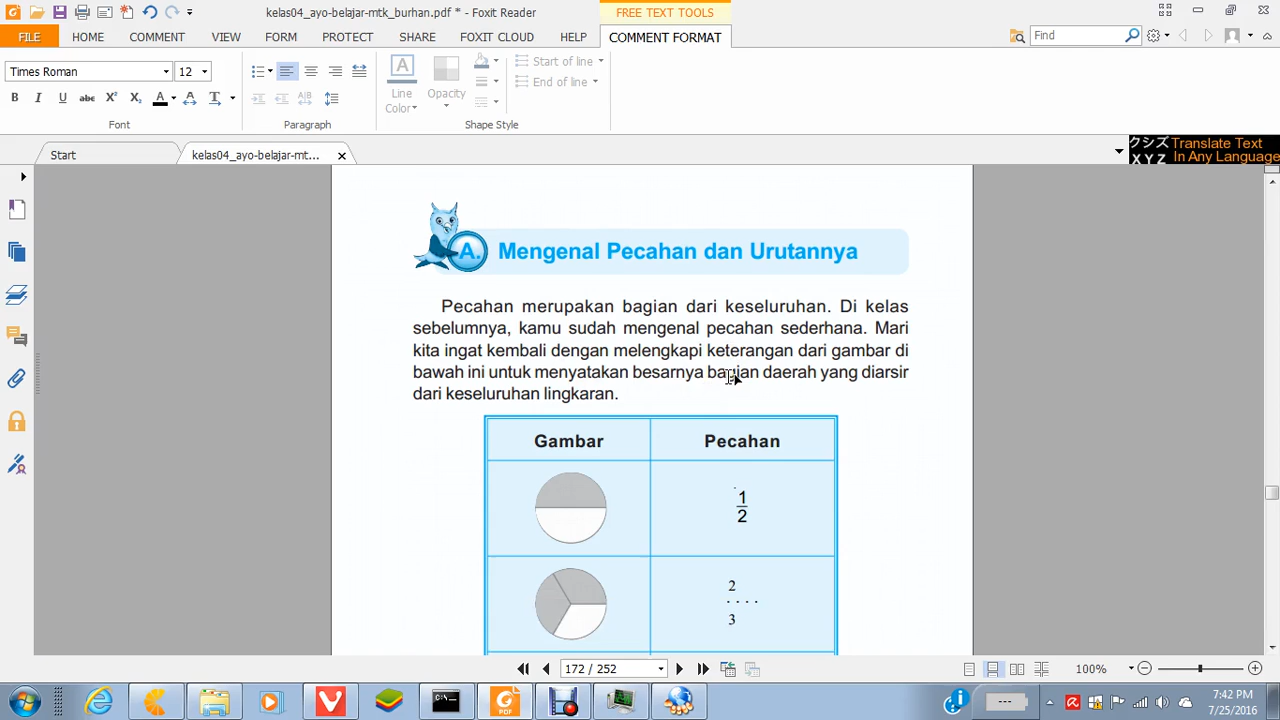 kelas04_ayo-belajar-mtk_burhan.pdf * - Foxit Reader
FREE TEXT TOOLS
FILE HOME COMMENT VIEW FORM PROTECT SHARE FOXIT CLOUD HELP COMMENT FORMAT
Find
Times Roman 12
Line Color
Opacity
Start of line
End of line
Font
Paragraph
Shape Style
Start
kelas04_ayo-belajar-mt...
クシズ Translate Text
XYZ In Any Language
A. Mengenal Pecahan dan Urutannya
Pecahan merupakan bagian dari keseluruhan. Di kelas
sebelumnya, kamu sudah mengenal pecahan sederhana. Mari
kita ingat kembali dengan melengkapi keterangan dari gambar di
bawah ini untuk menyatakan besarnya bagian daerah yang diarsir
dari keseluruhan lingkaran.
Gambar Pecahan
1
2
2
. . . .
3
172 / 252
100%
7:42 PM
7/25/2016